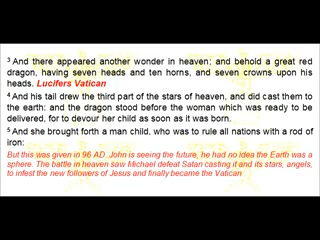 ³ And there appeared another wonder in heaven; and behold a great red
dragon, having seven heads and ten horns, and seven crowns upon his
heads. Lucifers Vatican
⁴ And his tail drew the third part of the stars of heaven, and did cast them to
the earth: and the dragon stood before the woman which was ready to be
delivered, for to devour her child as soon as it was born.
⁵ And she brought forth a man child, who was to rule all nations with a rod of
iron:
But this was given in 96 AD. John is seeing the future, he had no idea the Earth was a
sphere. The battle in heaven saw Michael defeat Satan casting it and its stars, angels,
to infest the new followers of Jesus and finally became the Vatican